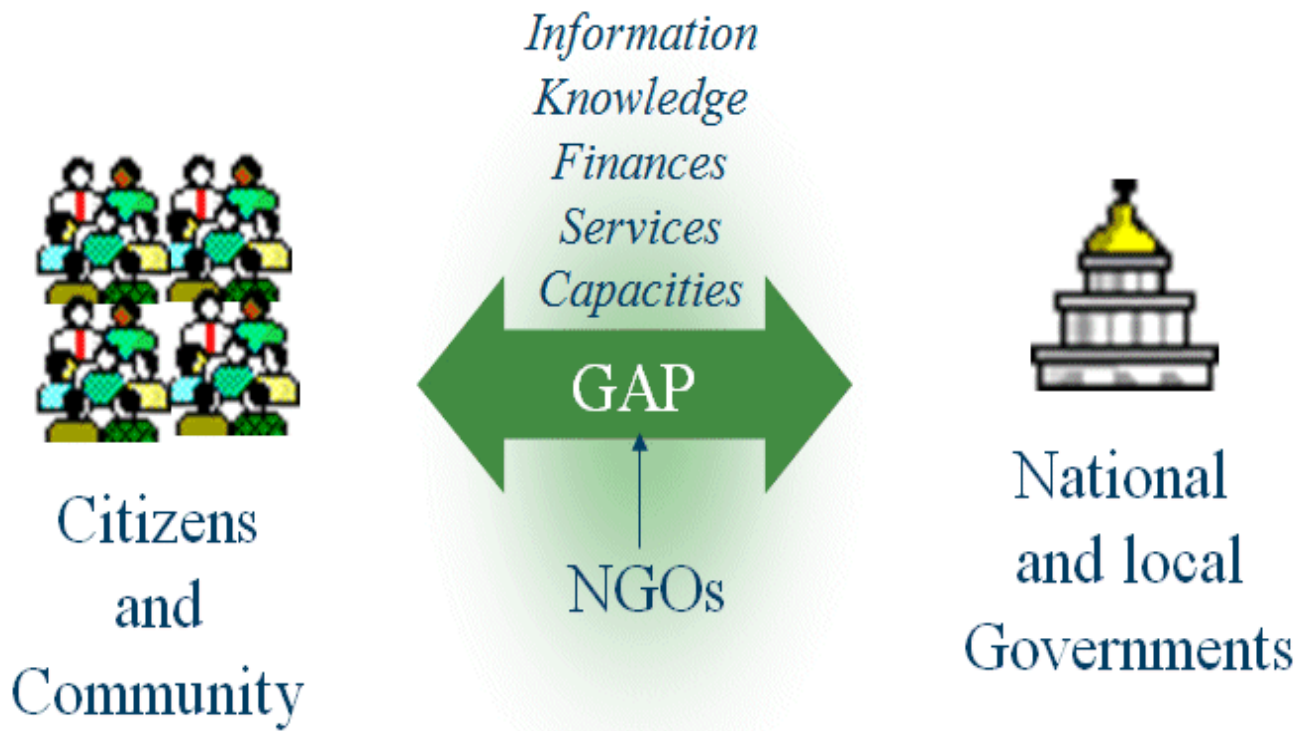 Information
Knowledge
Finances
Services
Capacities
GAP
NGOs
Citizens
and
Community
National
and local
Governments